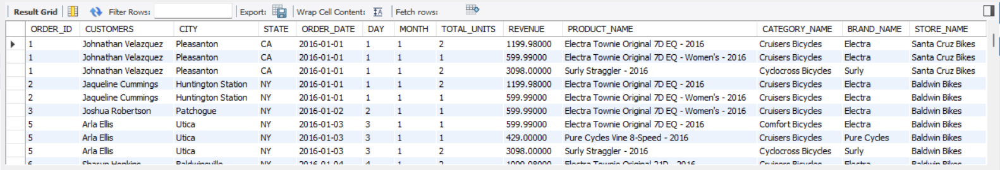 Result Grid Filter Rows: Export: Wrap Cell Content: Fetch rows:
ORDER_ID CUSTOMERS CITY STATE ORDER_DATE DAY MONTH TOTAL_UNITS REVENUE PRODUCT_NAME CATEGORY_NAME BRAND_NAME STORE_NAME
1 Johnathan Velazquez Pleasanton CA 2016-01-01 1 1 2 1199.98000 Electra Townie Original 7D EQ - 2016 Cruisers Bicycles Electra Santa Cruz Bikes
1 Johnathan Velazquez Pleasanton CA 2016-01-01 1 1 1 599.99000 Electra Townie Original 7D EQ - Women's - 2016 Cruisers Bicycles Electra Santa Cruz Bikes
1 Johnathan Velazquez Pleasanton CA 2016-01-01 1 1 2 3098.00000 Surly Straggler - 2016 Cyclocross Bicycles Surly Santa Cruz Bikes
2 Jaqueline Cummings Huntington Station NY 2016-01-01 1 1 2 1199.98000 Electra Townie Original 7D EQ - 2016 Cruisers Bicycles Electra Baldwin Bikes
2 Jaqueline Cummings Huntington Station NY 2016-01-01 1 1 1 599.99000 Electra Townie Original 7D EQ - Women's - 2016 Cruisers Bicycles Electra Baldwin Bikes
3 Joshua Robertson Patchogue NY 2016-01-02 2 1 1 599.99000 Electra Townie Original 7D EQ - Women's - 2016 Cruisers Bicycles Electra Baldwin Bikes
5 Arla Ellis Utica NY 2016-01-03 3 1 1 599.99000 Electra Townie Original 7D EQ - 2016 Comfort Bicycles Electra Baldwin Bikes
5 Arla Ellis Utica NY 2016-01-03 3 1 1 429.00000 Pure Cycles Vine 8-Speed - 2016 Cruisers Bicycles Pure Cycles Baldwin Bikes
5 Arla Ellis Utica NY 2016-01-03 3 1 2 3098.00000 Surly Straggler - 2016 Cyclocross Bicycles Surly Baldwin Bikes
Baldwinsville NY 2016-01-04 Electra Townie Original 21D - 2016 Cruisers Bicycles Electra Baldwin Bikes